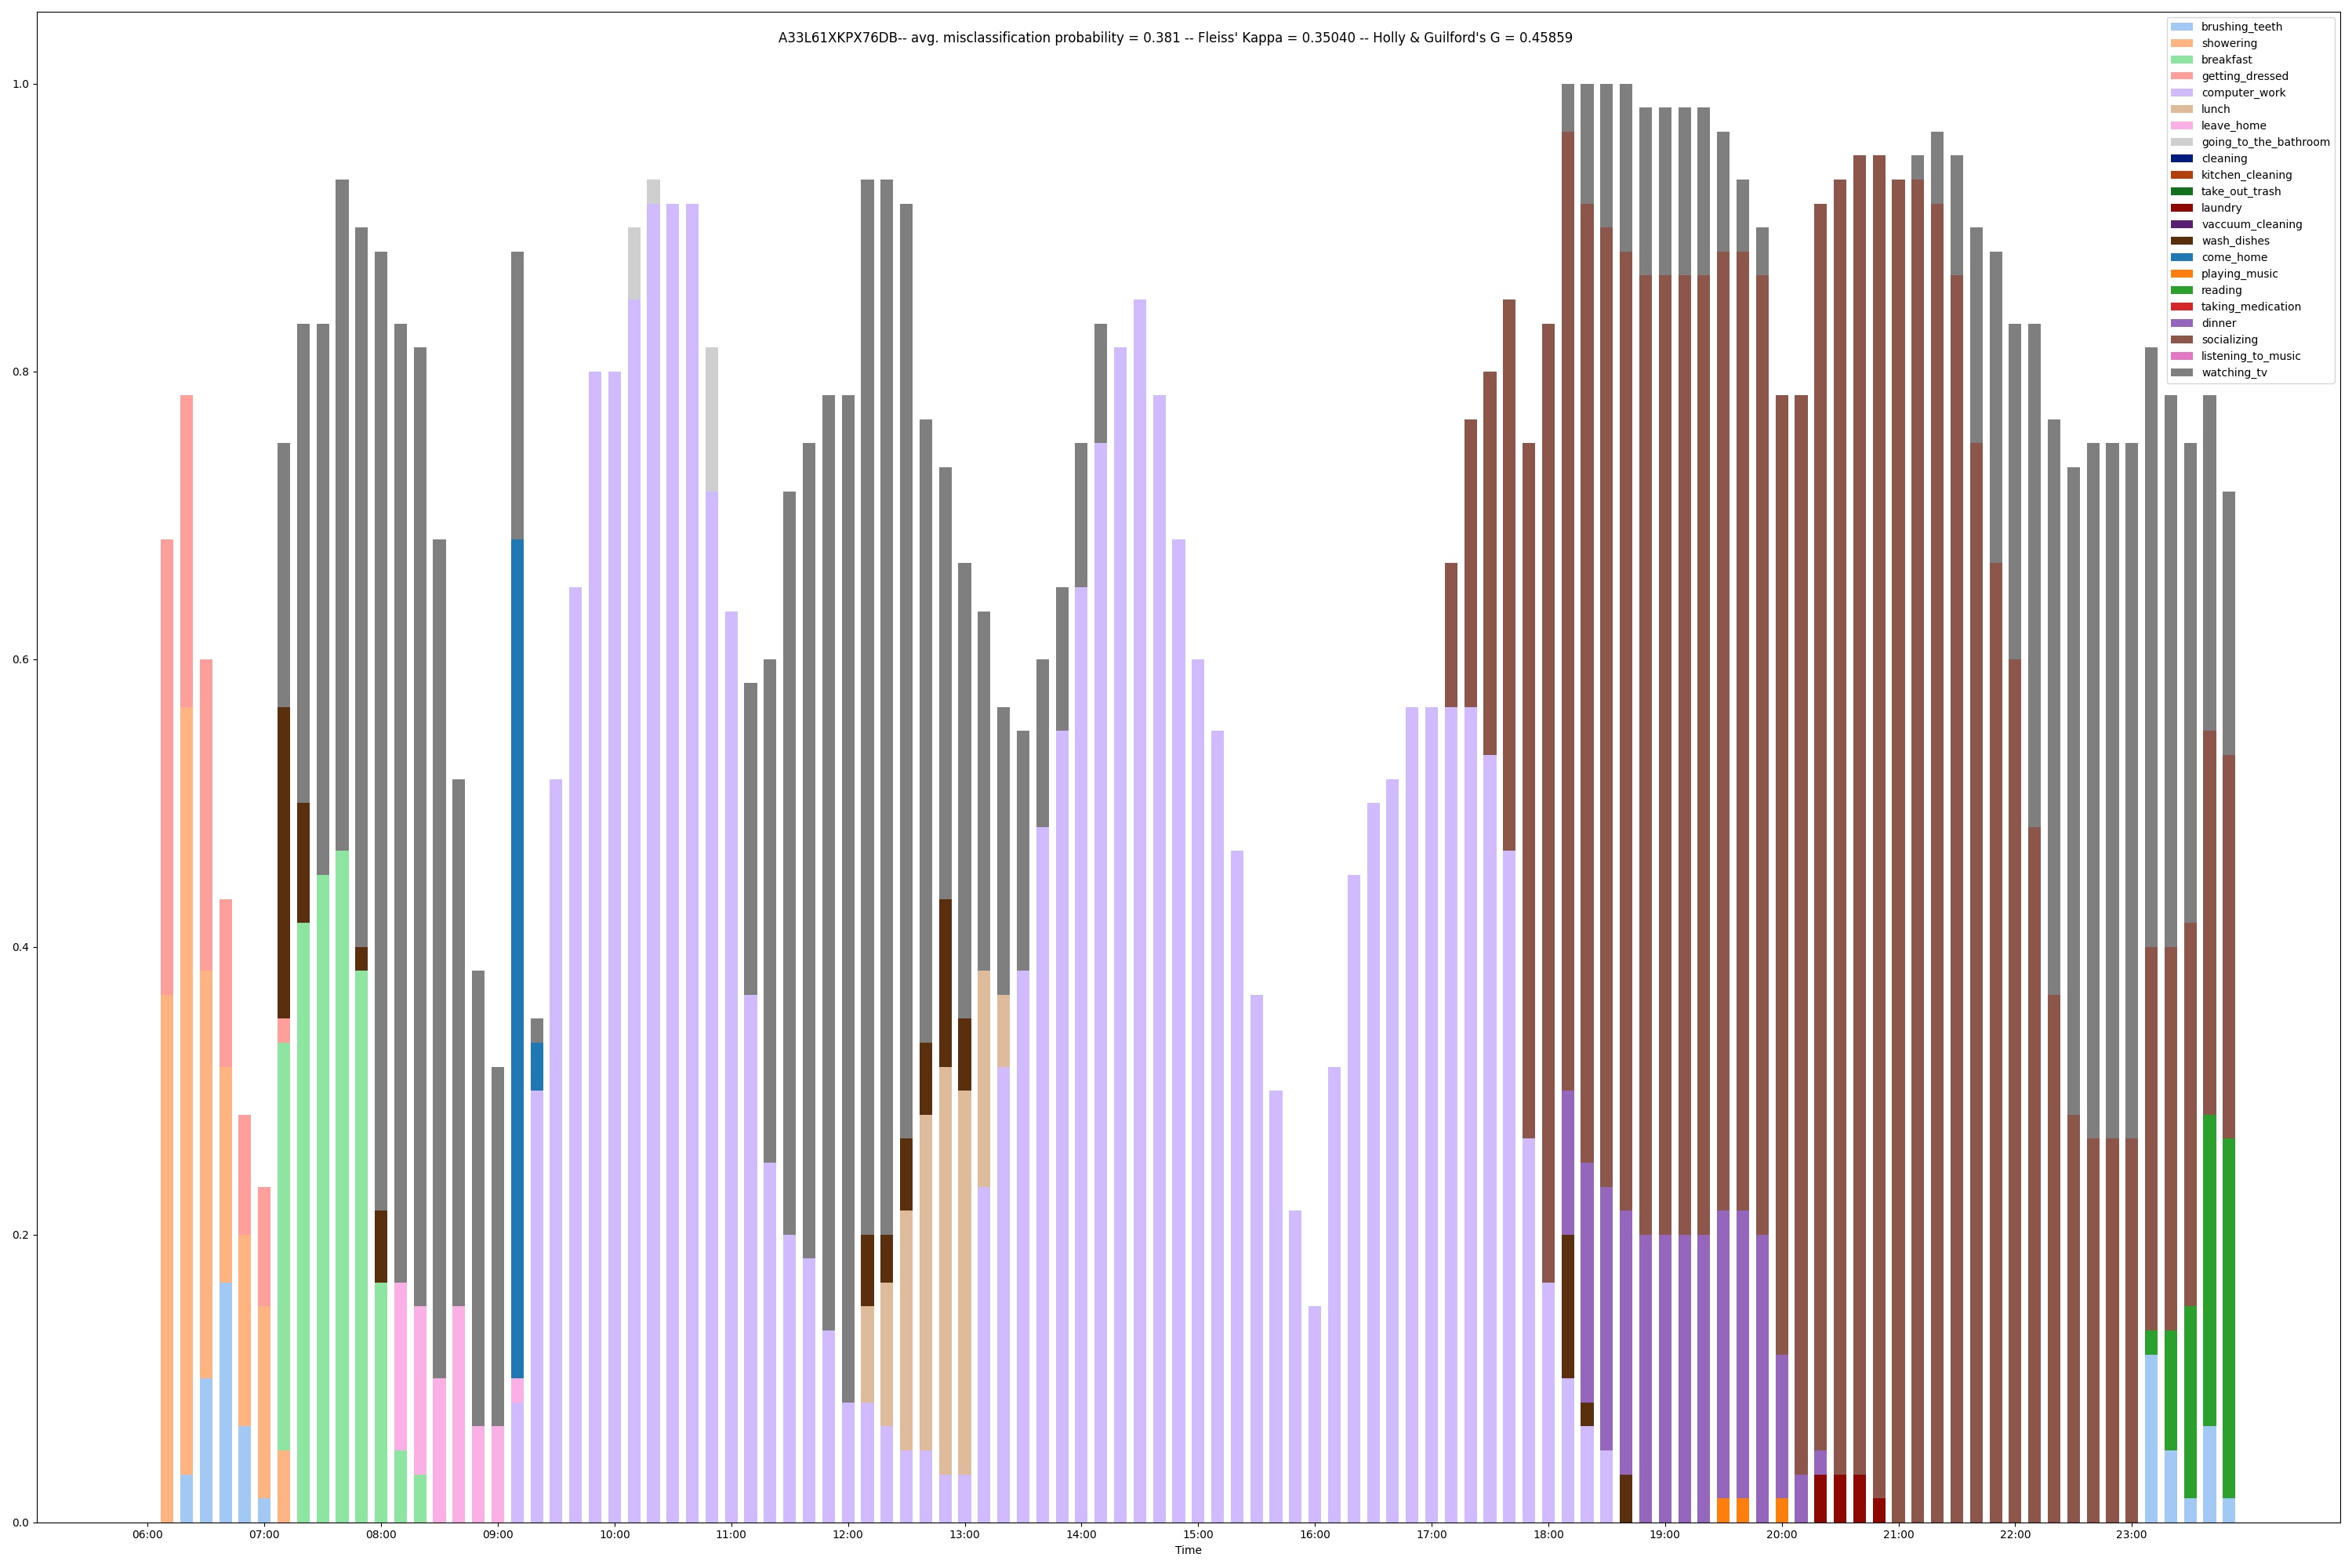 A33L61XKPX76DB-- avg. misclassification probability = 0.381 -- Fleiss' Kappa = 0.35040 -- Holly & Guilford's G = 0.45859
brushing_teeth
showering
breakfast
getting_dressed
computer_work
lunch
leave_home
going_to_the_bathroom
cleaning
kitchen_cleaning
take_out_trash
laundry
vaccuum_cleaning
wash_dishes
come_home
playing_music
reading
taking_medication
dinner
socializing
listening_to_music
watching_tv
1.0
0.8
0.6
0.4
0.2
0.0
06:00 07:00 08:00 09:00 10:00 11:00 12:00 13:00 14:00 15:00 16:00 17:00 18:00 19:00 20:00 21:00 22:00 23:00
Time